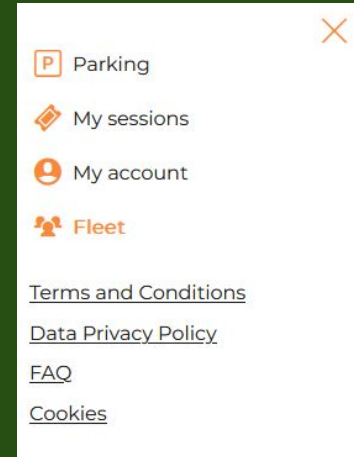 P Parking
My sessions
My account
Fleet
Terms and Conditions
Data Privacy Policy
FAQ
Cookies